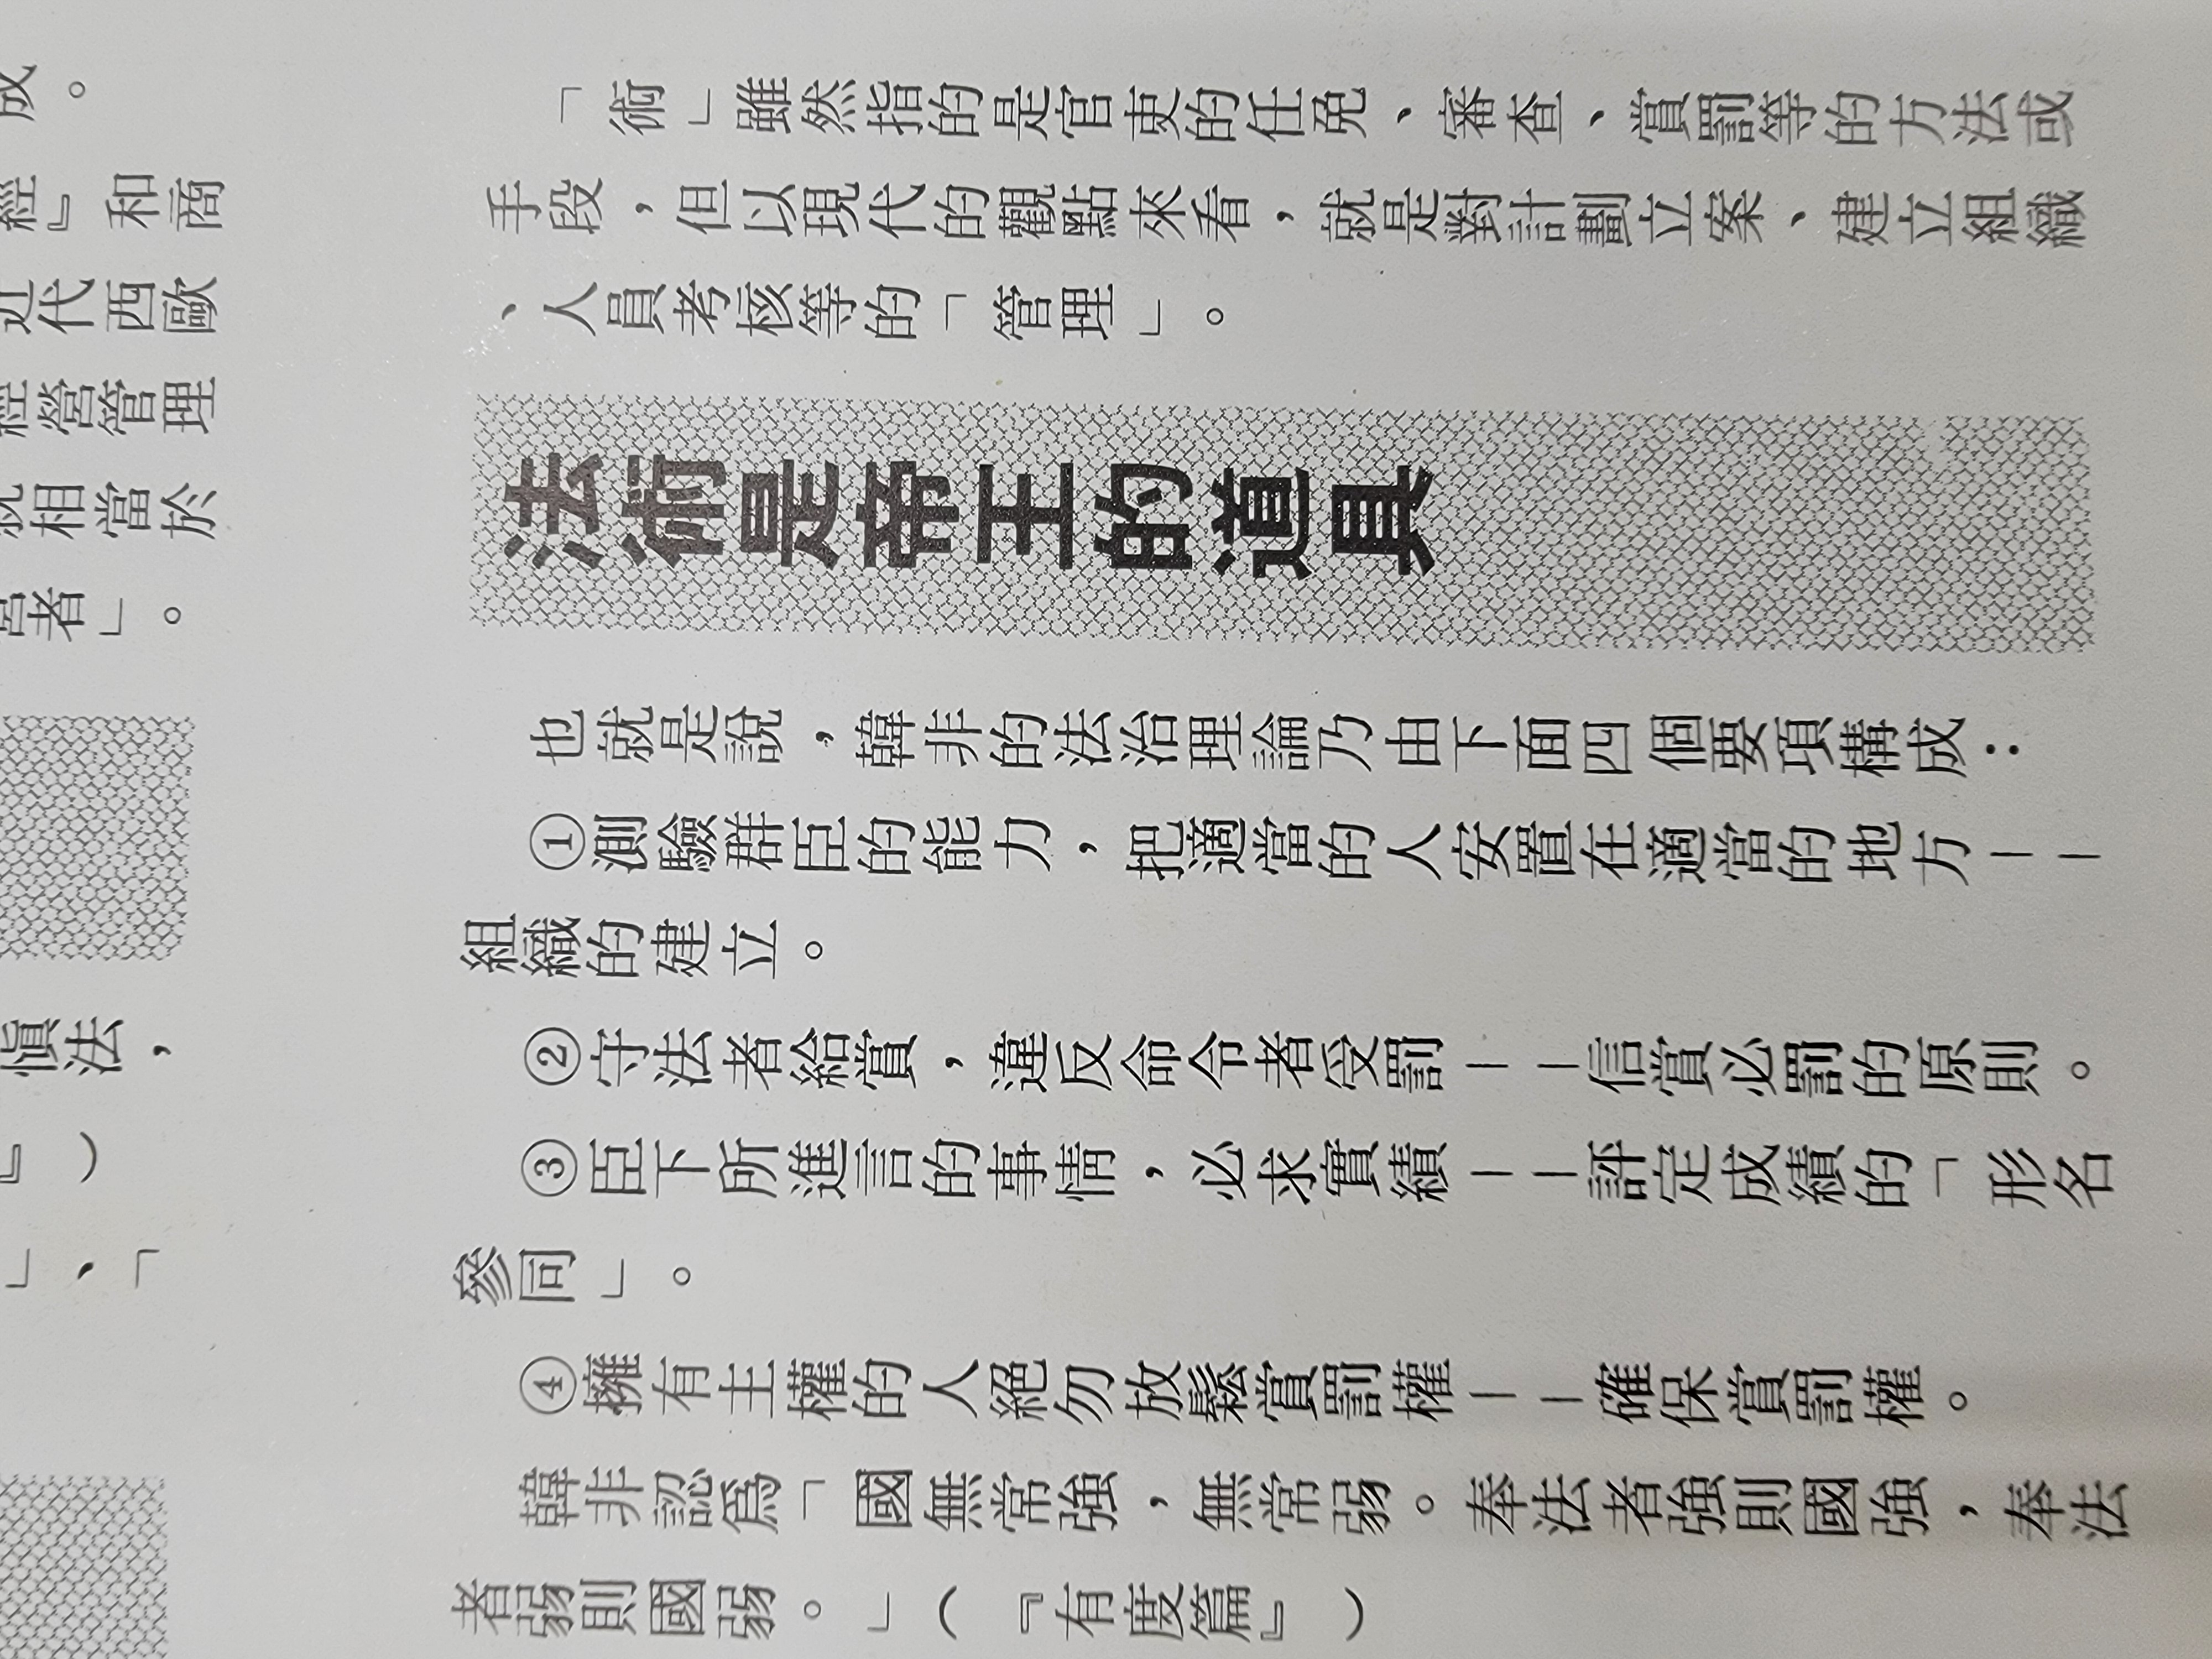 成。
經』和商
近代西歐
經營管理
就相當於
營者」。
慎法，
』）
」、「
「術」雖然指的是官吏的任免、審查、賞罰等的方法或
手段，但以現代的觀點來看，就是對計劃立案、建立組織
、人員考核等的「管理」。
法術是帝王的道具
也就是說，韓非的法治理論乃由下面四個要項構成：
①測驗群臣的能力，把適當的人安置在適當的地方——
組織的建立。
②守法者給賞，違反命令者受罰——信賞必罰的原則。
③臣下所進言的事情，必求實績——評定成績的「形名
參同」。
④擁有主權的人絕勿放鬆賞罰權——確保賞罰權。
韓非認爲「國無常強，無常弱。奉法者強則國強，奉法
者弱則國弱。」（『有度篇』）